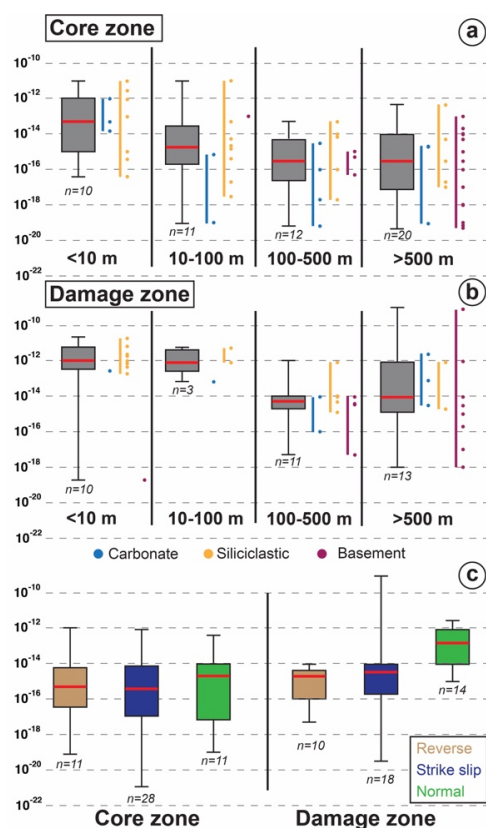 Core zone
a
10⁻¹⁰
10⁻¹²
10⁻¹⁴
10⁻¹⁶
10⁻¹⁸
10⁻²⁰
10⁻²²
n=10
n=11
n=12
n=20
<10 m
10-100 m
100-500 m
>500 m
Damage zone
b
10⁻¹⁰
10⁻¹²
10⁻¹⁴
10⁻¹⁶
10⁻¹⁸
10⁻²⁰
10⁻²²
n=10
n=3
n=11
n=13
<10 m
10-100 m
100-500 m
>500 m
Carbonate
Siliciclastic
Basement
c
10⁻¹⁰
10⁻¹²
10⁻¹⁴
10⁻¹⁶
10⁻¹⁸
10⁻²⁰
10⁻²²
n=11
n=28
n=11
n=10
n=18
n=14
Reverse
Strike slip
Normal
Core zone
Damage zone